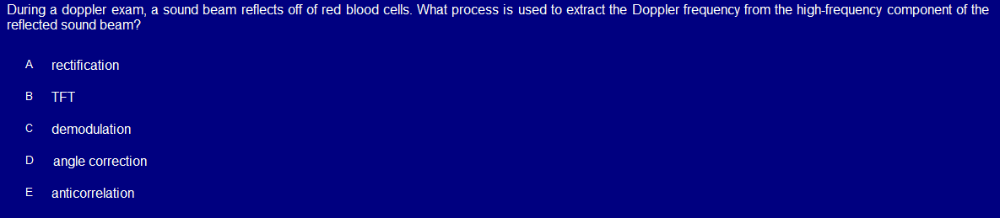 During a doppler exam, a sound beam reflects off of red blood cells. What process is used to extract the Doppler frequency from the high-frequency component of the
reflected sound beam?
A rectification
B TFT
C demodulation
D angle correction
E anticorrelation